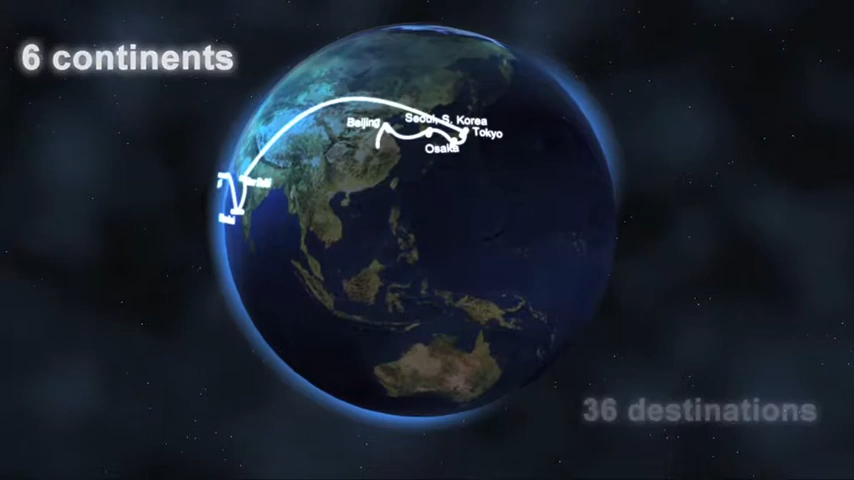 6 continents
Beijing
Seoul, S. Korea
Tokyo
Osaka
36 destinations